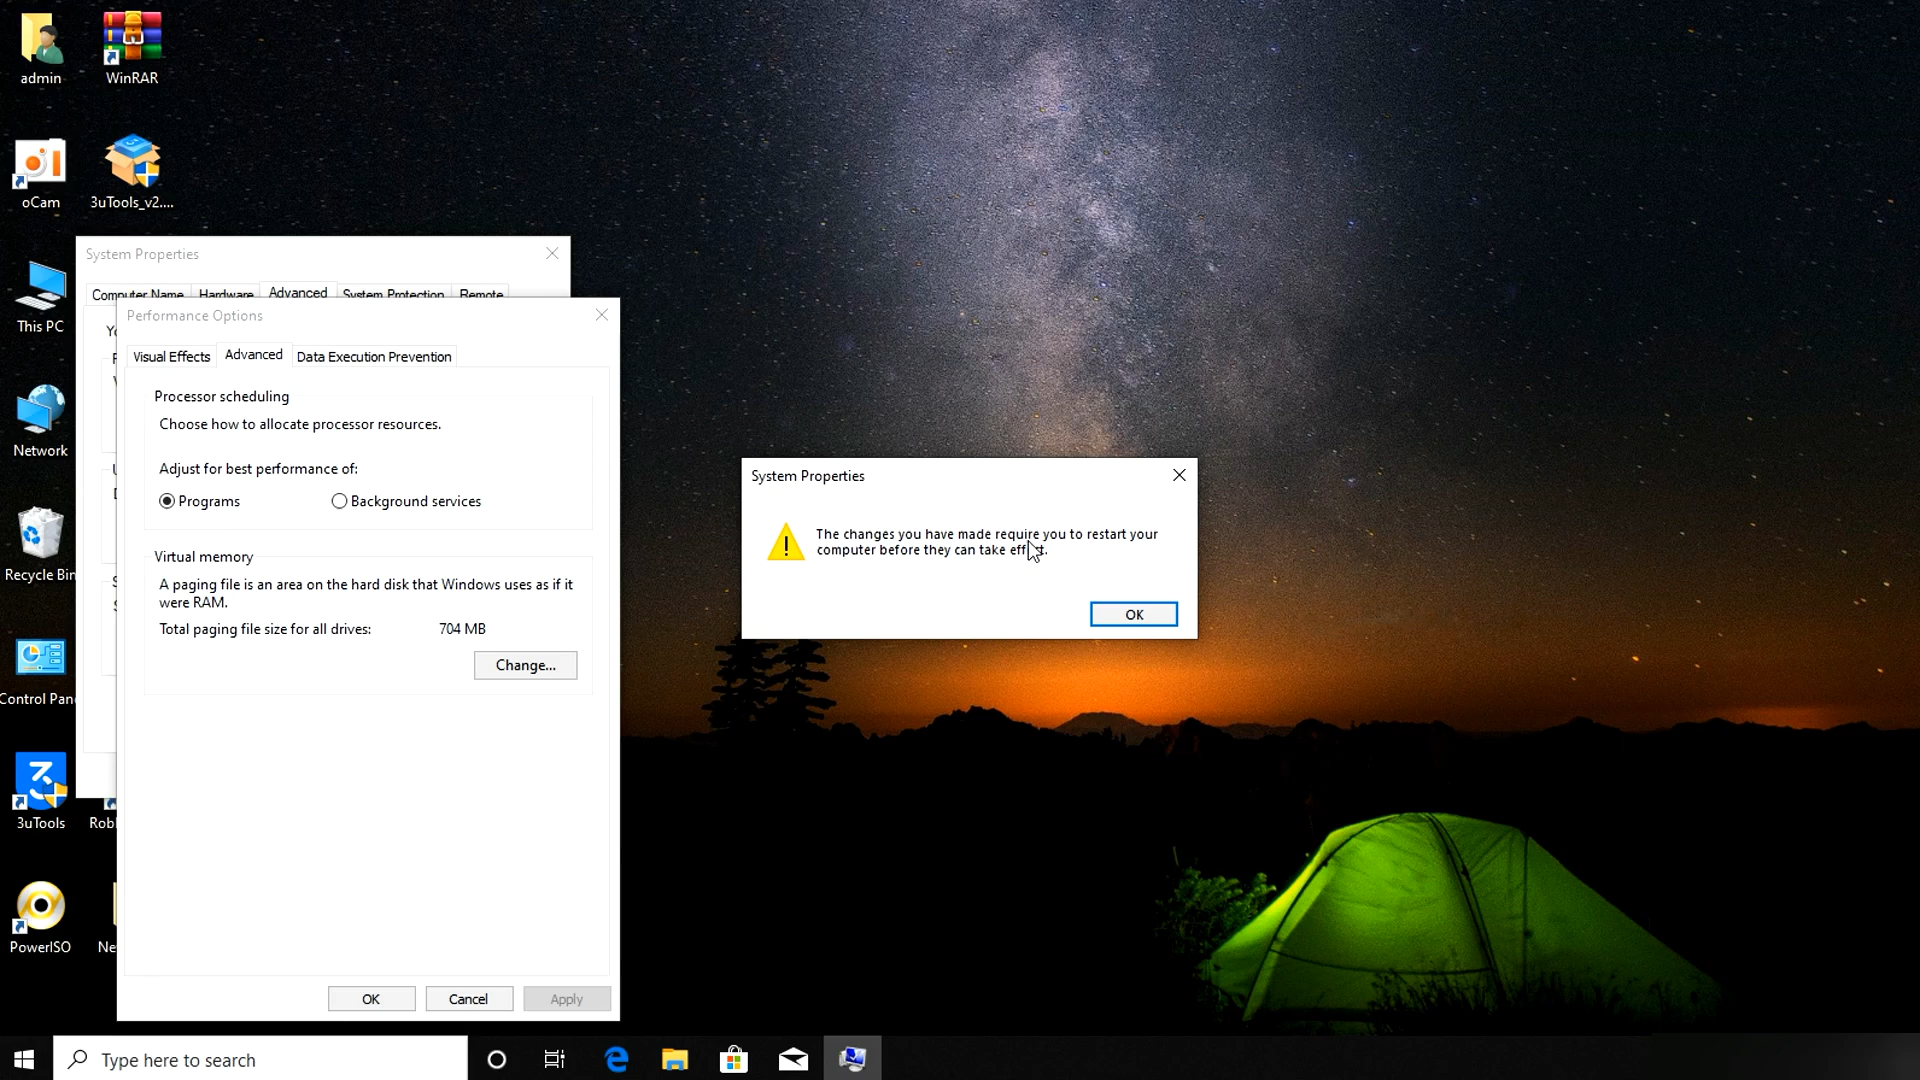 admin
WinRAR
oCam
3uTools_v2....
This PC
Network
Recycle Bin
Control Pan
3uTools
Robl
PowerISO
Ne
System Properties
Computer Name
Hardware
Advanced
System Protection
Remote
Yo
Performance Options
Visual Effects
Advanced
Data Execution Prevention
Processor scheduling
Choose how to allocate processor resources.
Adjust for best performance of:
Programs
Background services
Virtual memory
A paging file is an area on the hard disk that Windows uses as if it
were RAM.
Total paging file size for all drives:
704 MB
Change...
OK
Cancel
Apply
System Properties
The changes you have made require you to restart your
computer before they can take effect.
OK
Type here to search